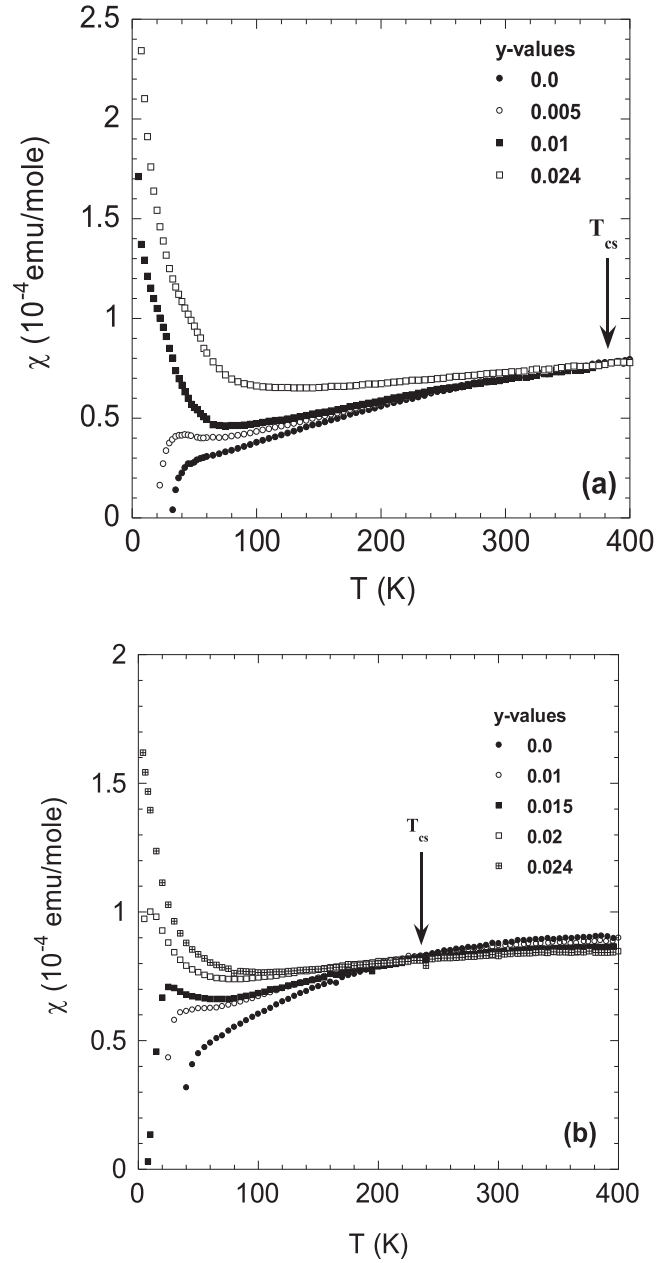 2.5
y-values
0.0
2
0.005
0.01
0.024
1.5
T_cs
χ (10⁻⁴emu/mole)
1
0.5
(a)
0
0 100 200 300 400
T (K)
2
y-values
0.0
1.5
0.01
0.015
T_cs
0.02
0.024
χ (10⁻⁴ emu/mole)
1
0.5
(b)
0
0 100 200 300 400
T (K)